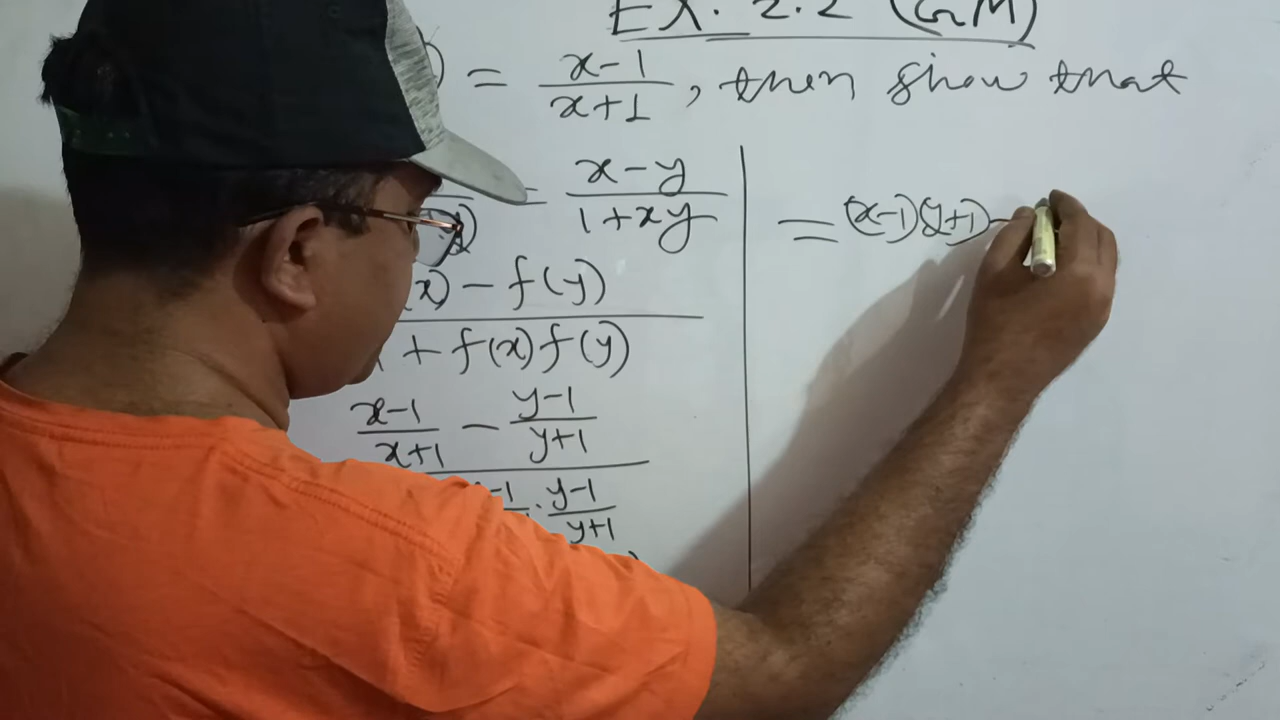 EX. 2.2 (GM)
) = x-1 / x+1, then show that
= x-y / 1+xy
x) - f(y) / + f(x) f(y)
x-1 / x+1 - y-1 / y+1
-1 . y-1 / y+1
= (x-1)(y+1) -